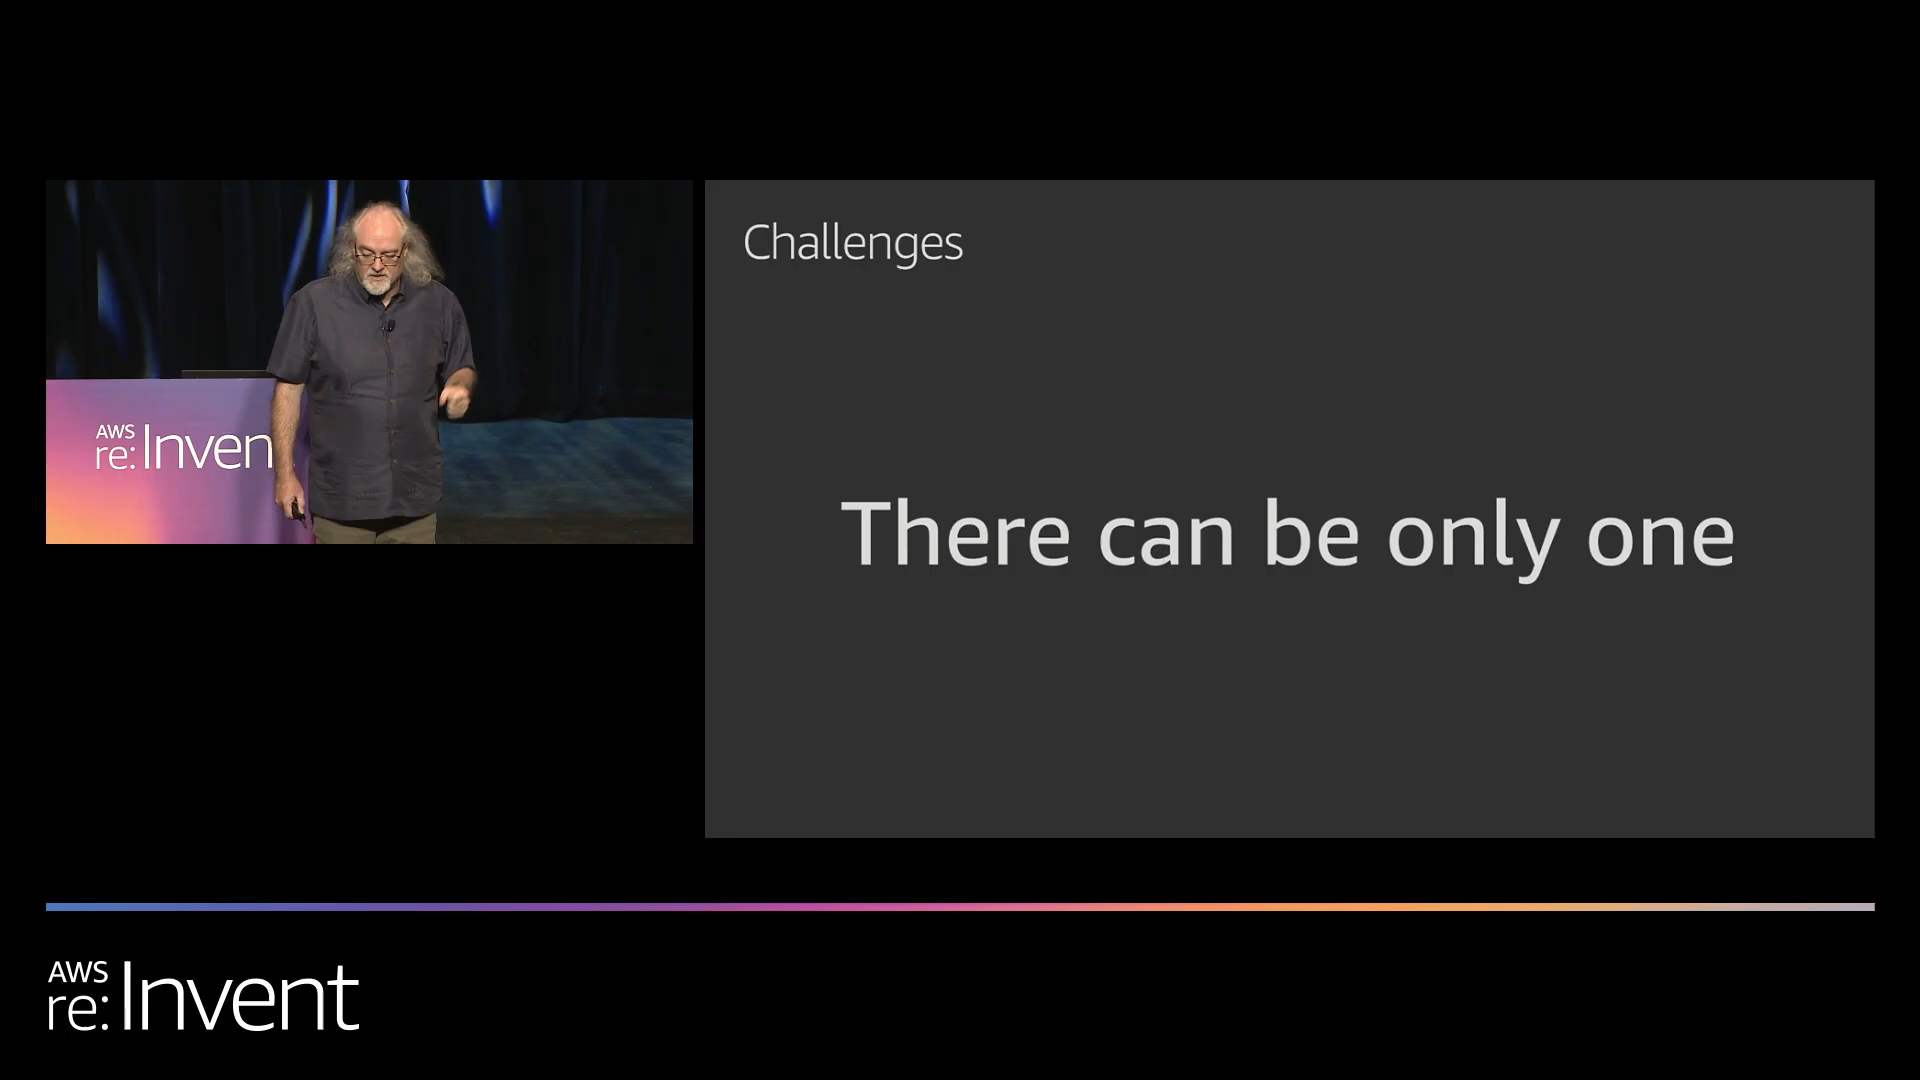 AWS
re:Inven
Challenges
There can be only one
AWS
re:Invent